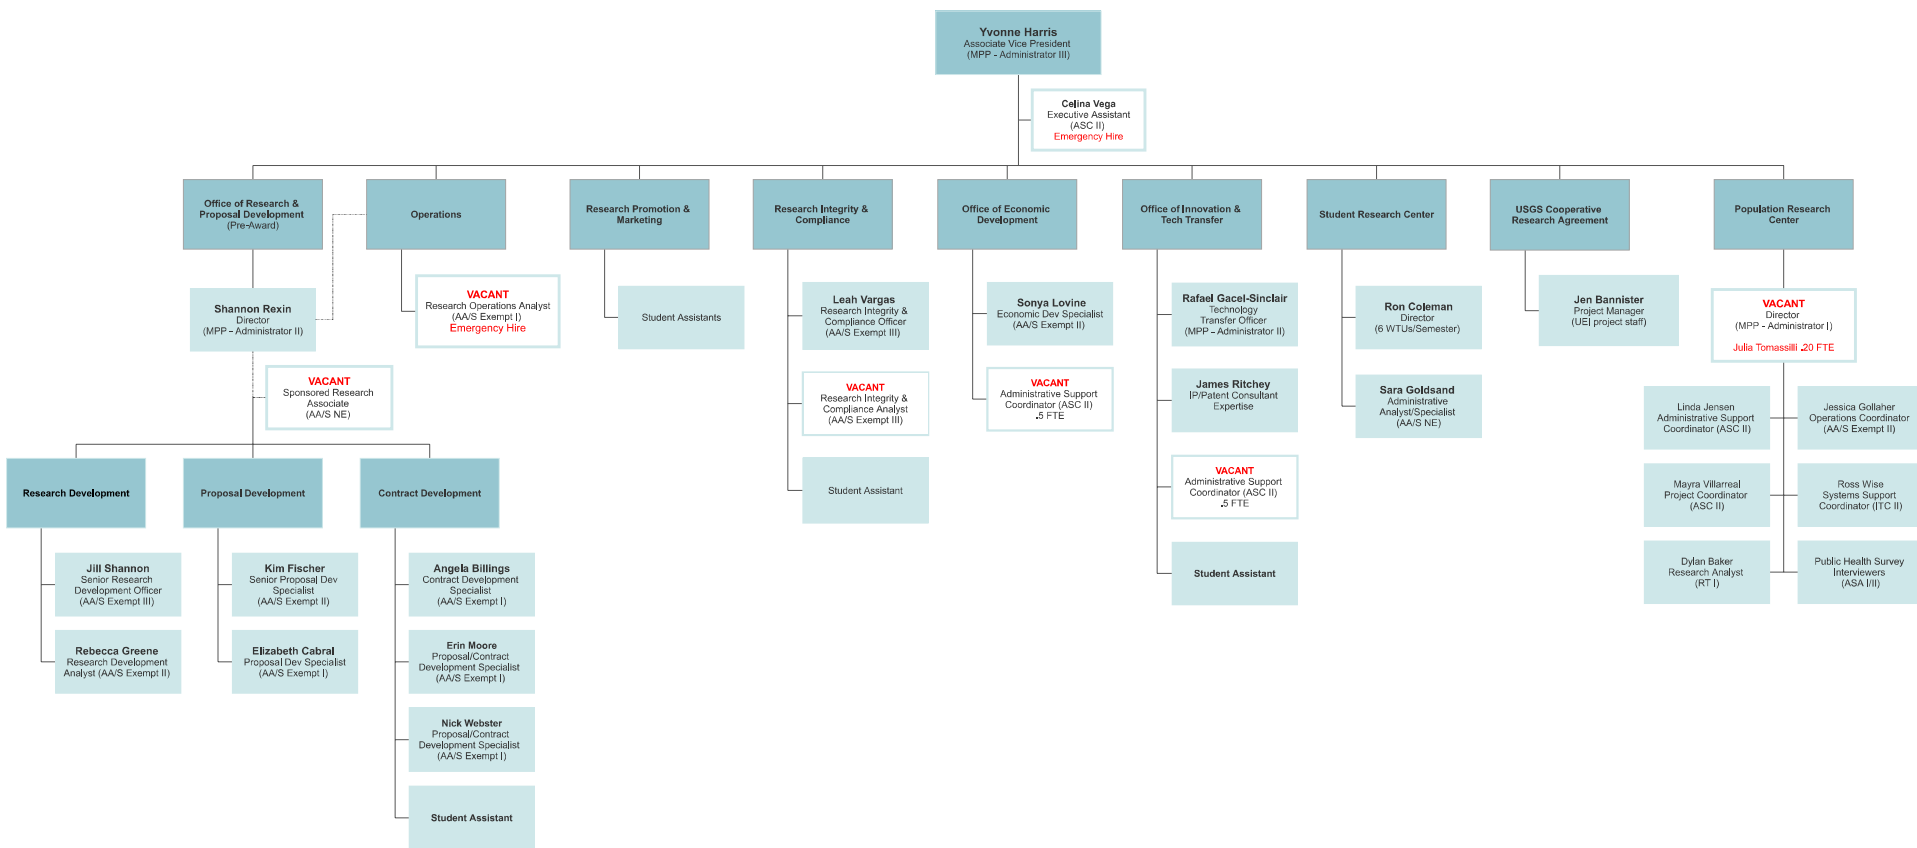 Yvonne Harris
Associate Vice President
(MPP - Administrator III)
Celina Vega
Executive Assistant
(ASC II)
Emergency Hire
Office of Research &
Proposal Development
(Pre-Award)
Operations
Research Promotion &
Marketing
Research Integrity &
Compliance
Office of Economic
Development
Office of Innovation &
Tech Transfer
Student Research Center
USGS Cooperative
Research Agreement
Population Research
Center
Shannon Rexin
Director
(MPP - Administrator II)
VACANT
Sponsored Research
Associate
(AA/S NE)
VACANT
Research Operations Analyst
(AA/S Exempt I)
Emergency Hire
Student Assistants
Leah Vargas
Research Integrity &
Compliance Officer
(AA/S Exempt III)
VACANT
Research Integrity &
Compliance Analyst
(AA/S Exempt III)
Student Assistant
Sonya Lovine
Economic Dev Specialist
(AA/S Exempt II)
VACANT
Administrative Support
Coordinator (ASC II)
.5 FTE
Rafael Gacel-Sinclair
Technology
Transfer Officer
(MPP - Administrator II)
James Ritchey
IP/Patent Consultant
Expertise
VACANT
Administrative Support
Coordinator (ASC II)
.5 FTE
Student Assistant
Ron Coleman
Director
(6 WTUs/Semester)
Sara Goldsand
Administrative
Analyst/Specialist
(AA/S NE)
Jen Bannister
Project Manager
(UEI project staff)
VACANT
Director
(MPP - Administrator I)
Julia Tomassilli .20 FTE
Linda Jensen
Administrative Support
Coordinator (ASC II)
Jessica Gollaher
Operations Coordinator
(AA/S Exempt II)
Mayra Villarreal
Project Coordinator
(ASC II)
Ross Wise
Systems Support
Coordinator (ITC II)
Dylan Baker
Research Analyst
(RT I)
Public Health Survey
Interviewers
(ASA I/II)
Research Development
Proposal Development
Contract Development
Jill Shannon
Senior Research
Development Officer
(AA/S Exempt III)
Rebecca Greene
Research Development
Analyst (AA/S Exempt II)
Kim Fischer
Senior Proposal Dev
Specialist
(AA/S Exempt II)
Elizabeth Cabral
Proposal Dev Specialist
(AA/S Exempt I)
Angela Billings
Contract Development
Specialist
(AA/S Exempt I)
Erin Moore
Proposal/Contract
Development Specialist
(AA/S Exempt I)
Nick Webster
Proposal/Contract
Development Specialist
(AA/S Exempt I)
Student Assistant